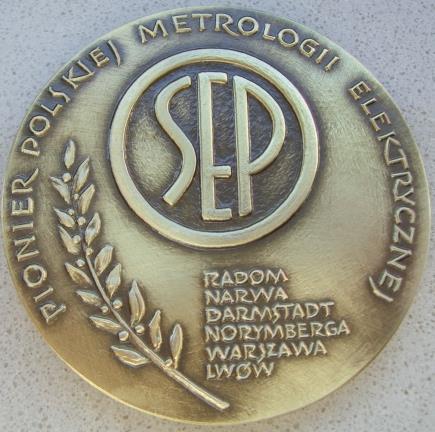 PIONIER POLSKIEJ METROLOGII ELEKTRYCZNEJ
SEP
RADOM
NARWA
DARMSTADT
NORYMBERGA
WARSZAWA
LWÓW